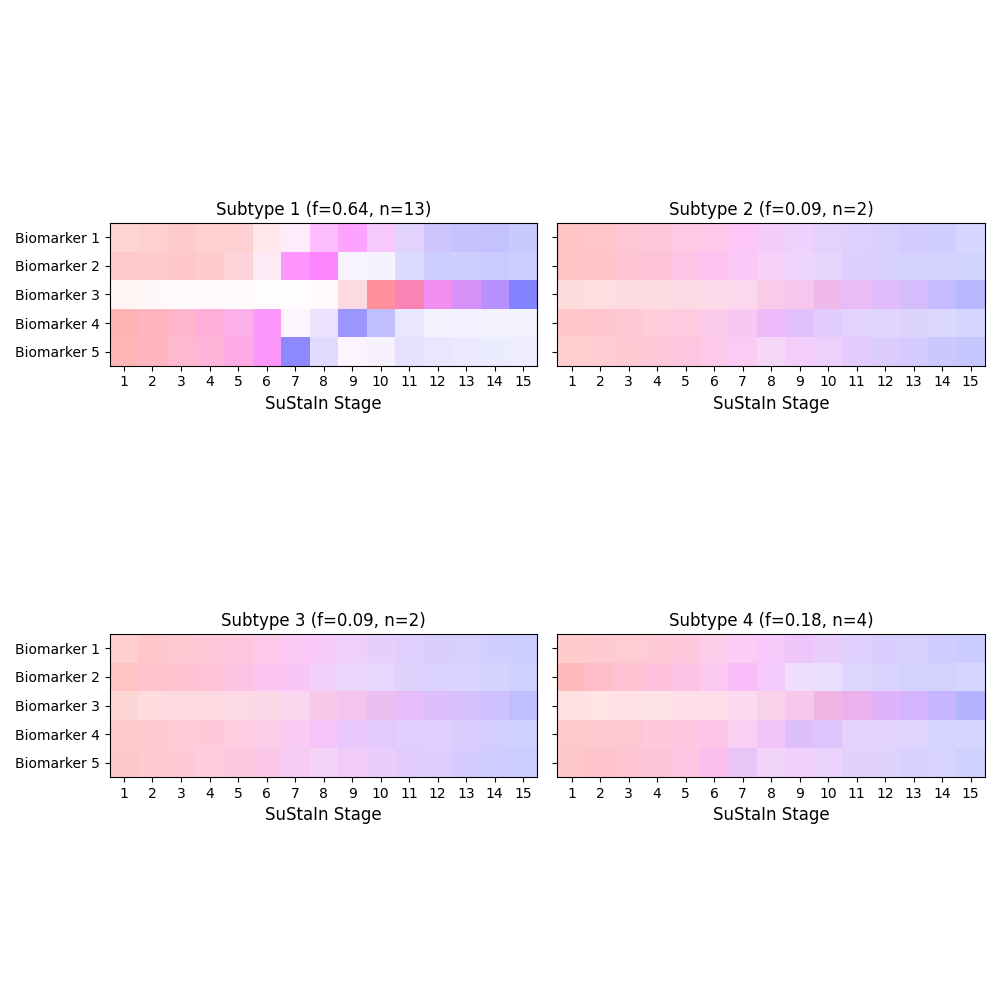 Subtype 1 (f=0.64, n=13)
Subtype 2 (f=0.09, n=2)
Biomarker 1
Biomarker 2
Biomarker 3
Biomarker 4
Biomarker 5
1 2 3 4 5 6 7 8 9 10 11 12 13 14 15
1 2 3 4 5 6 7 8 9 10 11 12 13 14 15
SuStaIn Stage
SuStaIn Stage
Subtype 3 (f=0.09, n=2)
Subtype 4 (f=0.18, n=4)
Biomarker 1
Biomarker 2
Biomarker 3
Biomarker 4
Biomarker 5
1 2 3 4 5 6 7 8 9 10 11 12 13 14 15
1 2 3 4 5 6 7 8 9 10 11 12 13 14 15
SuStaIn Stage
SuStaIn Stage